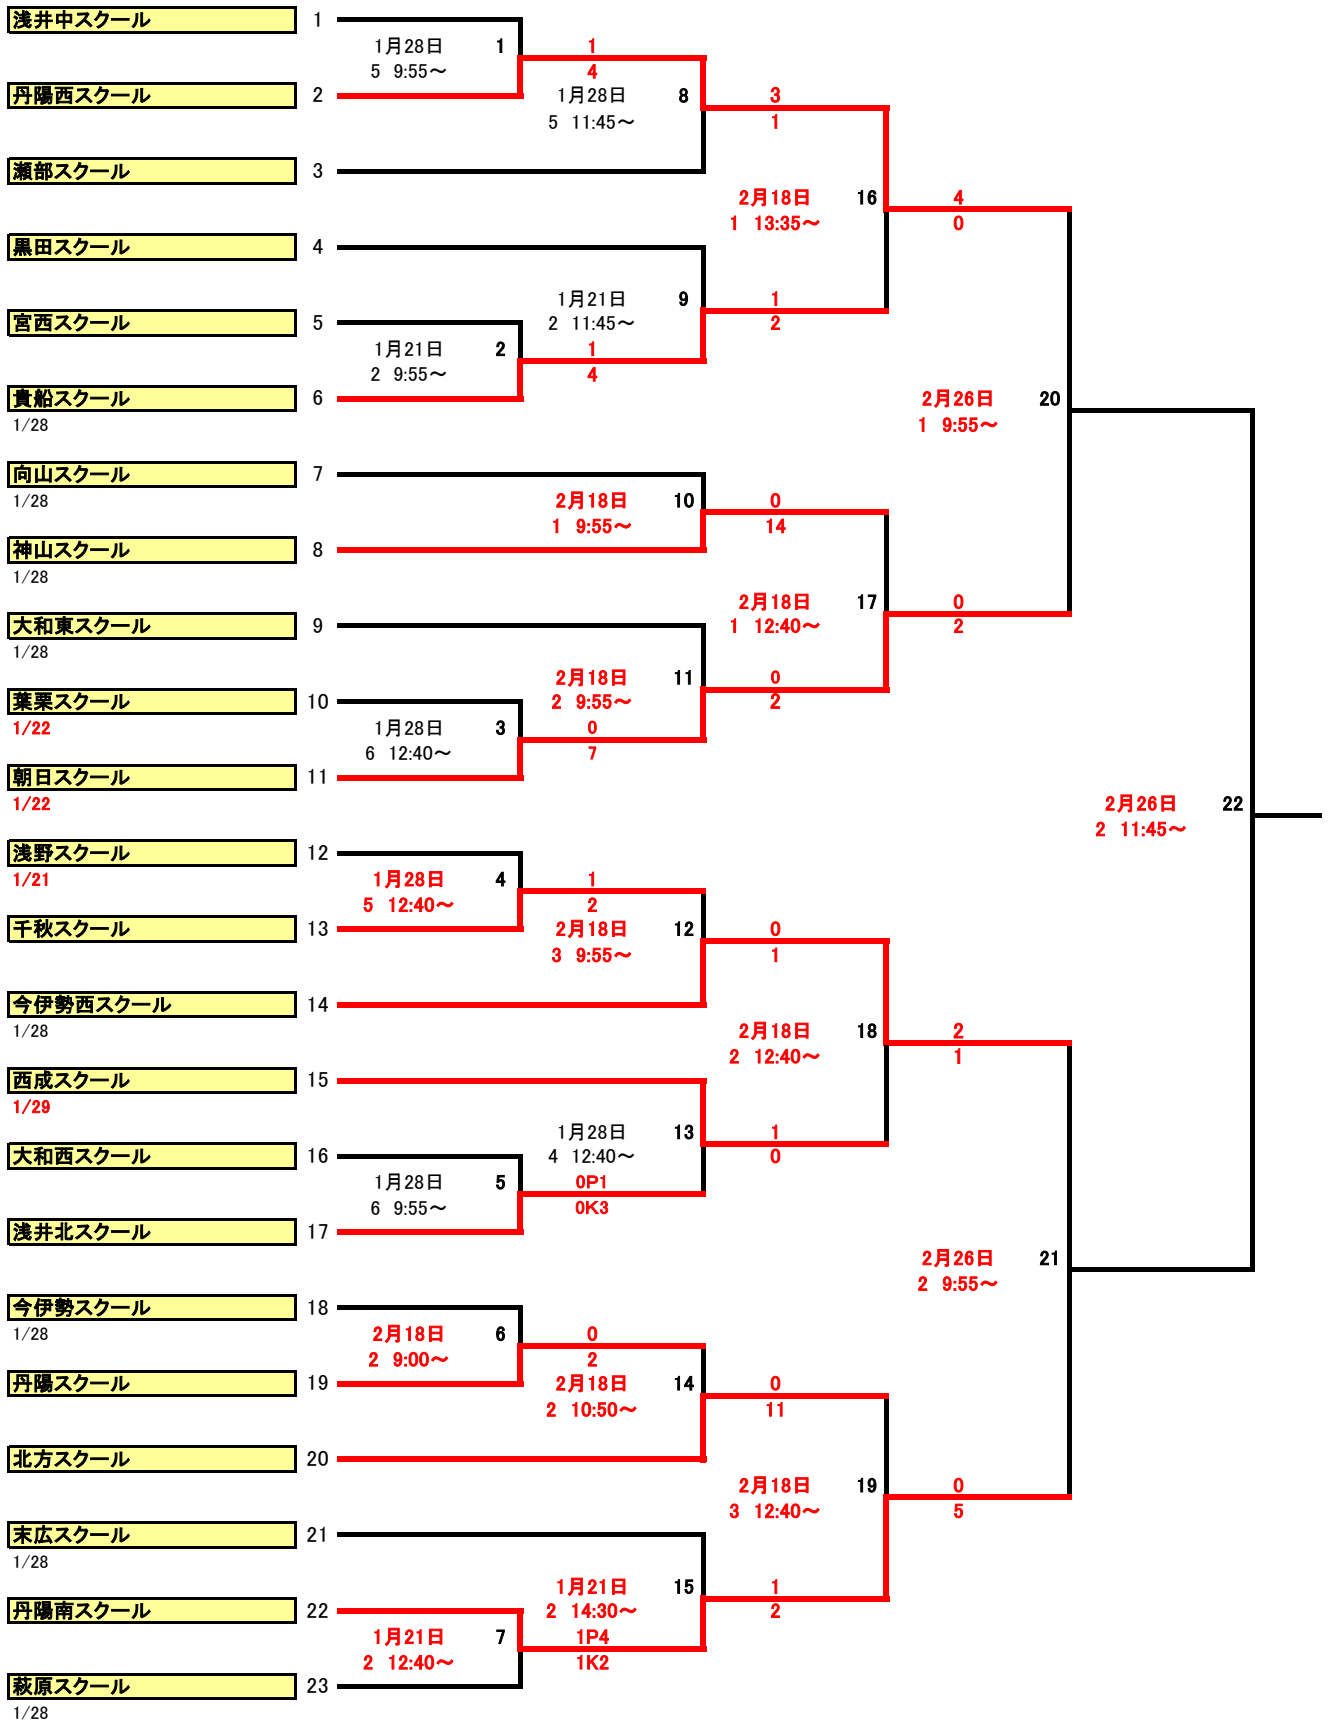 浅井中スクール 1
1月28日 1 1
5 9:55～ 4
丹陽西スクール 2 1月28日 8 3
5 11:45～ 1
瀬部スクール 3
2月18日 16 4
1 13:35～ 0
黒田スクール 4
1月21日 9 1
宮西スクール 5 2 11:45～ 2
1月21日 2 1
2 9:55～ 4
貴船スクール 6 2月26日 20
1/28 1 9:55～
向山スクール 7
1/28 2月18日 10 0
1 9:55～ 14
神山スクール 8
1/28
2月18日 17 0
大和東スクール 9 1 12:40～ 2
1/28
2月18日 11 0
葉栗スクール 10 2 9:55～ 2
1/22 1月28日 3 0
6 12:40～ 7
朝日スクール 11
1/22 2月26日 22
2 11:45～
浅野スクール 12
1/21 1月28日 4 1
5 12:40～ 2
千秋スクール 13 2月18日 12 0
3 9:55～ 1
今伊勢西スクール 14
1/28 2月18日 18 2
2 12:40～ 1
西成スクール 15
1/29
1月28日 13 1
大和西スクール 16 4 12:40～ 0
1月28日 5 0P1
6 9:55～ 0K3
浅井北スクール 17
2月26日 21
2 9:55～
今伊勢スクール 18
1/28 2月18日 6 0
2 9:00～ 2
丹陽スクール 19 2月18日 14 0
2 10:50～ 11
北方スクール 20
2月18日 19 0
3 12:40～ 5
末広スクール 21
1/28
1月21日 15 1
丹陽南スクール 22 2 14:30～ 2
1月21日 7 1P4
2 12:40～ 1K2
萩原スクール 23
1/28